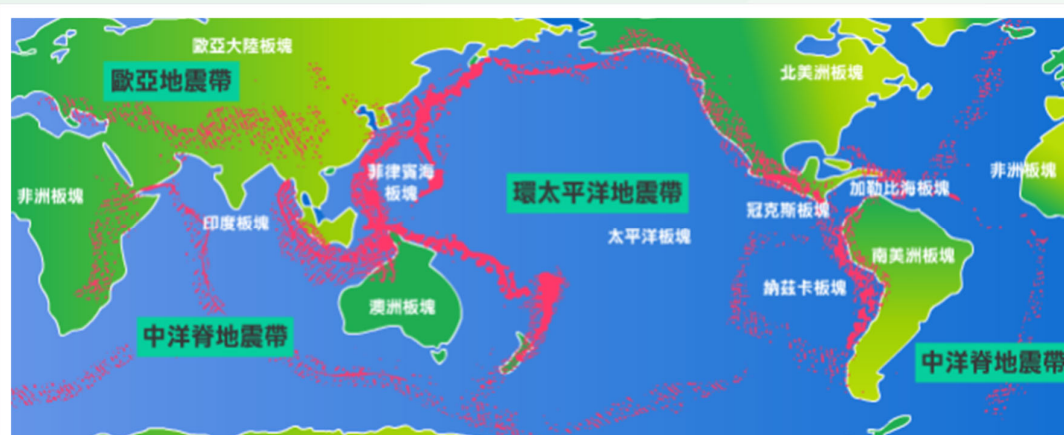 歐亞大陸板塊
歐亞地震帶
北美洲板塊
非洲板塊
菲律賓海
板塊
環太平洋地震帶
加勒比海板塊
非洲板塊
印度板塊
冠克斯板塊
太平洋板塊
南美洲板塊
納茲卡板塊
澳洲板塊
中洋脊地震帶
中洋脊地震帶